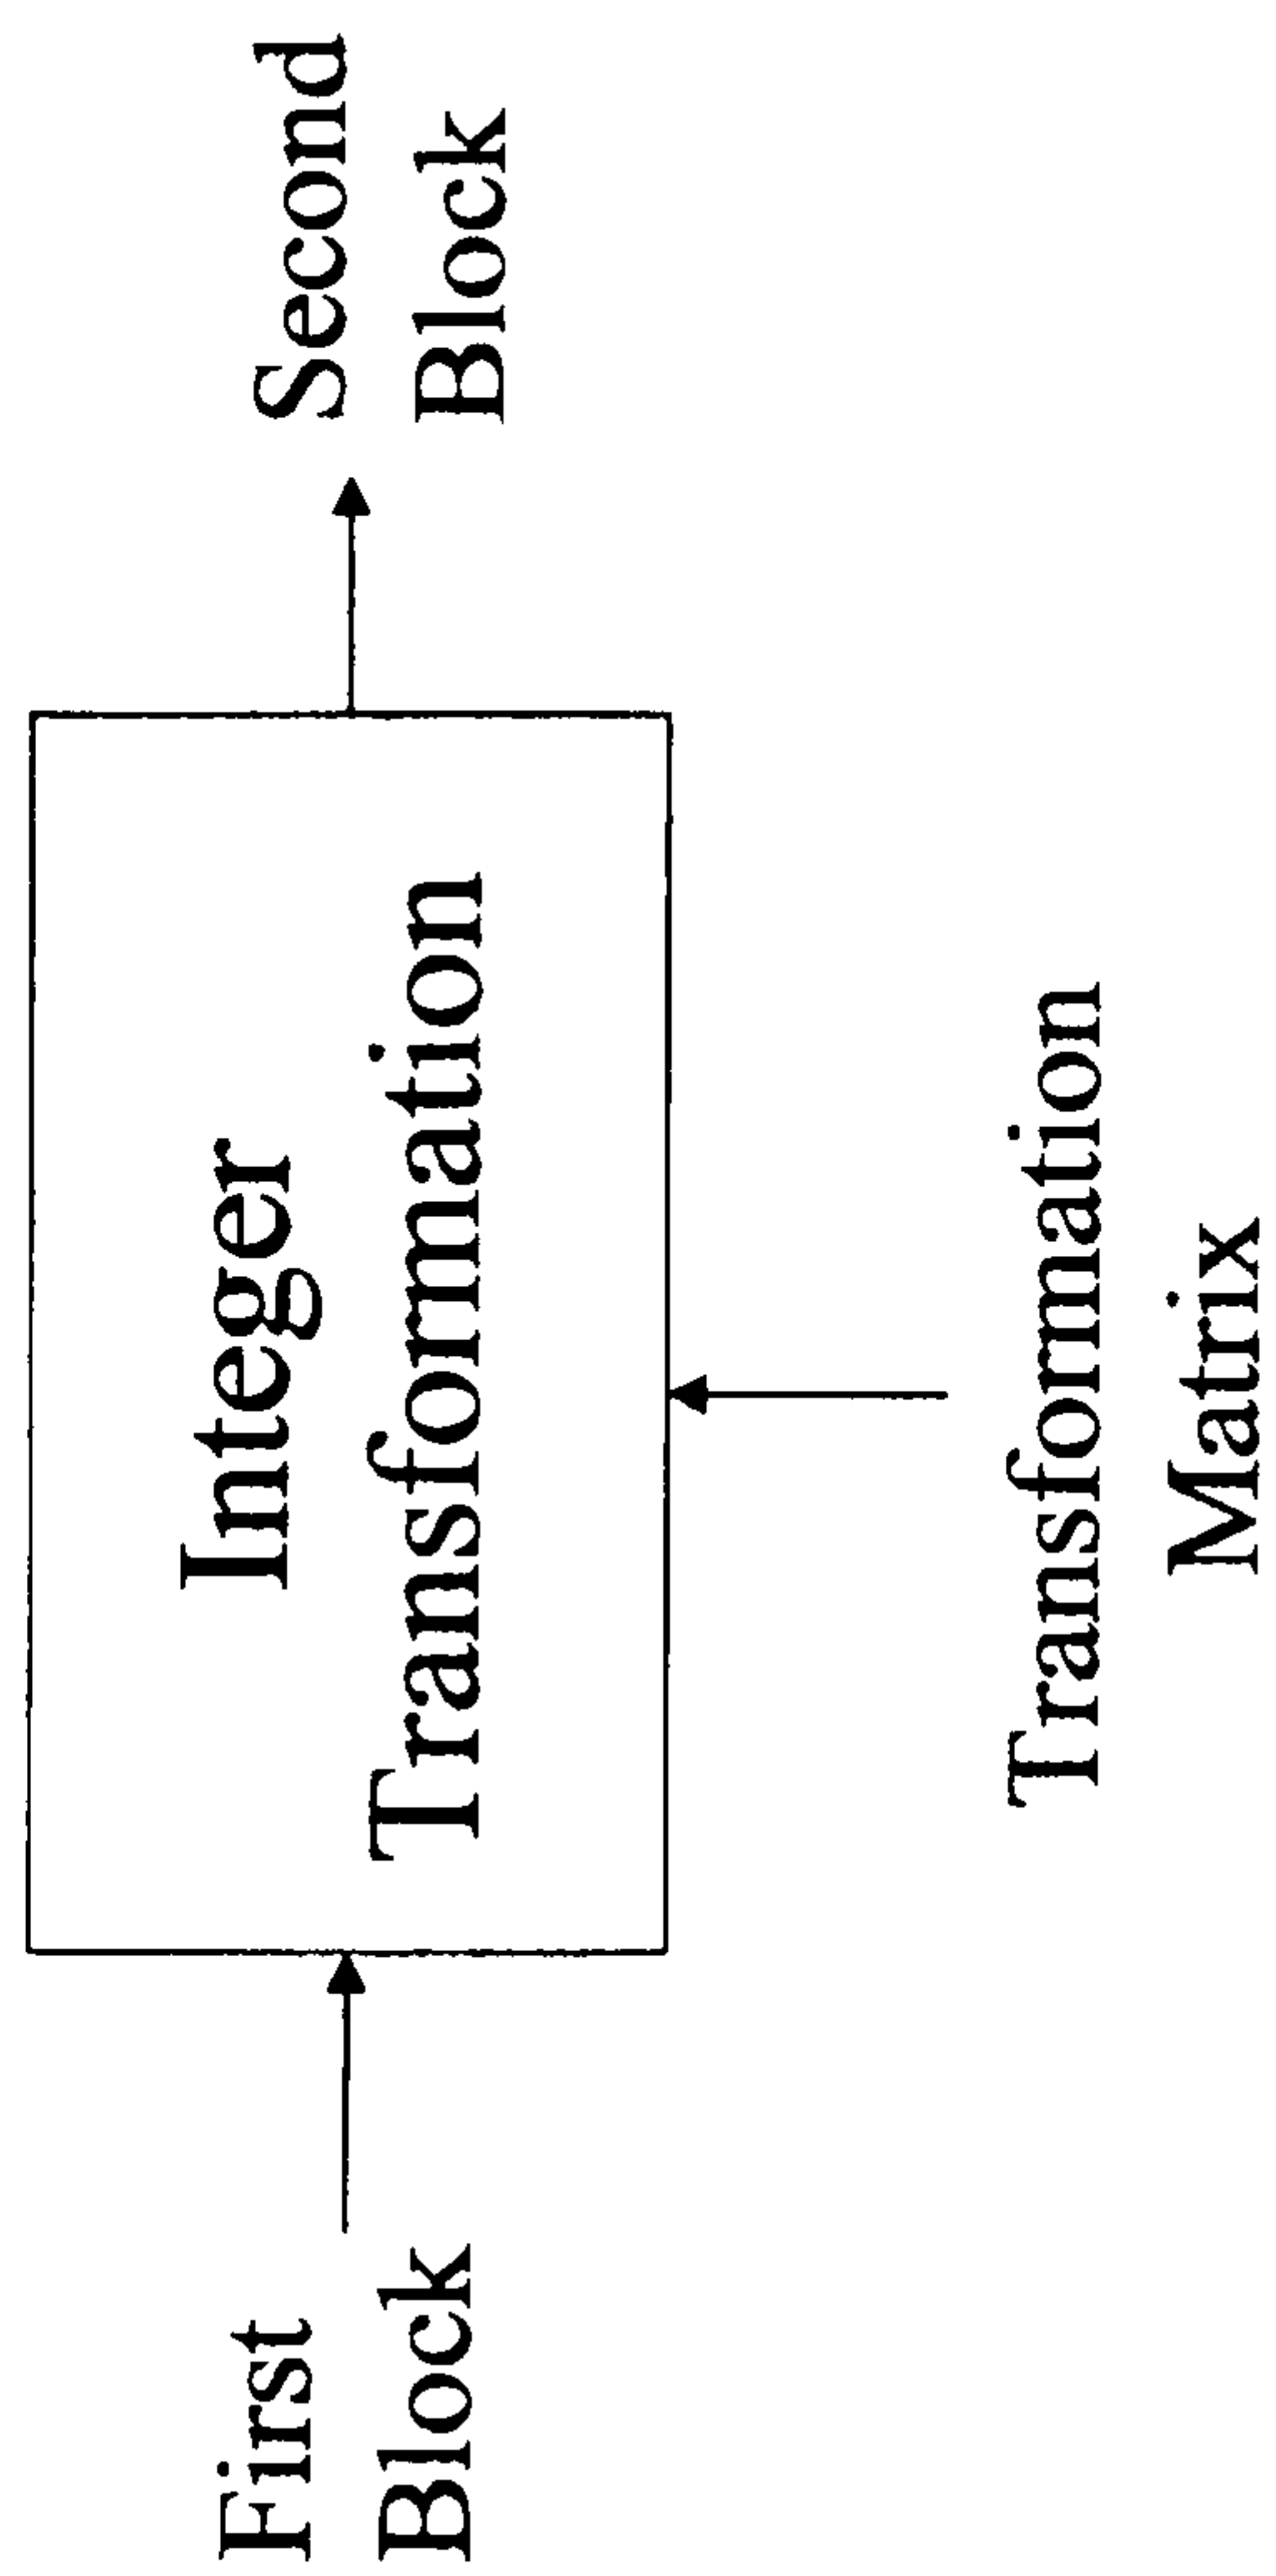 First
Block
Integer
Transformation
Second
Block
Transformation
Matrix